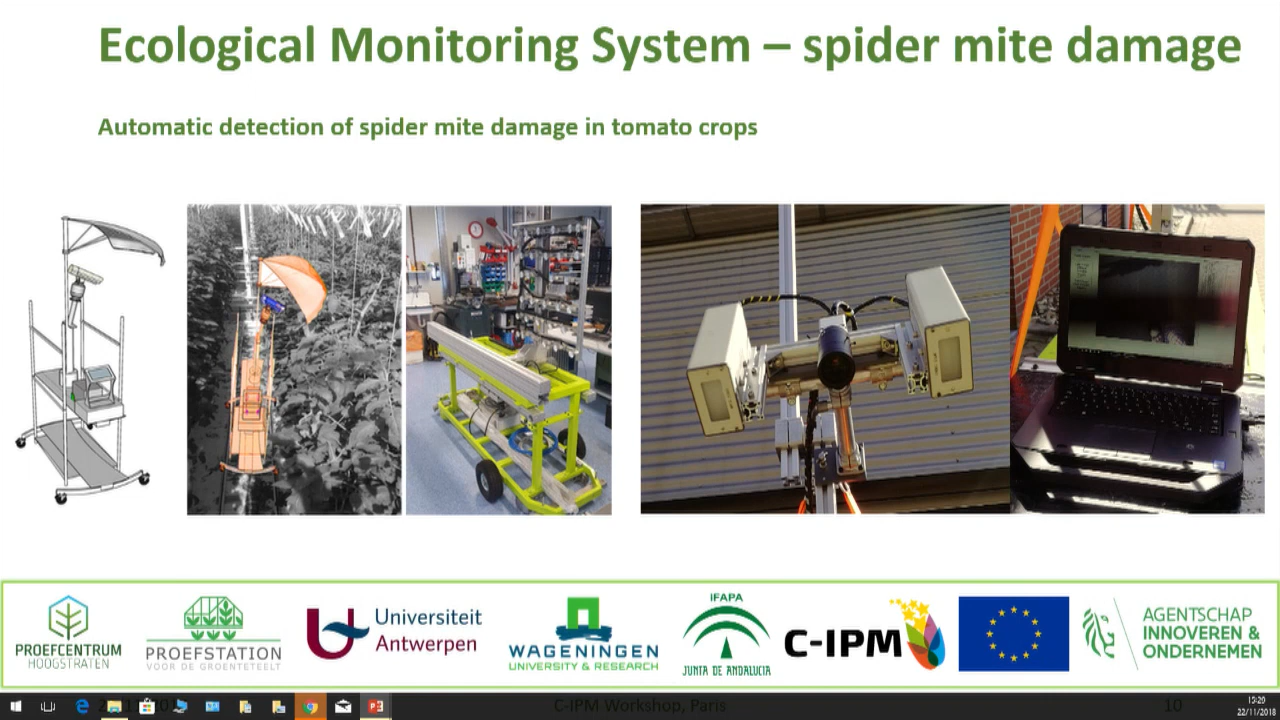 Ecological Monitoring System – spider mite damage
Automatic detection of spider mite damage in tomato crops
PROEFCENTRUM
HOOGSTRATEN
PROEFSTATION
VOOR DE GROENTETEELT
Universiteit
Antwerpen
WAGENINGEN
UNIVERSITY & RESEARCH
IFAPA
JUNTA DE ANDALUCIA
C-IPM
AGENTSCHAP
INNOVEREN &
ONDERNEMEN
C-IPM Workshop, Paris
10
15:29
22/11/2018